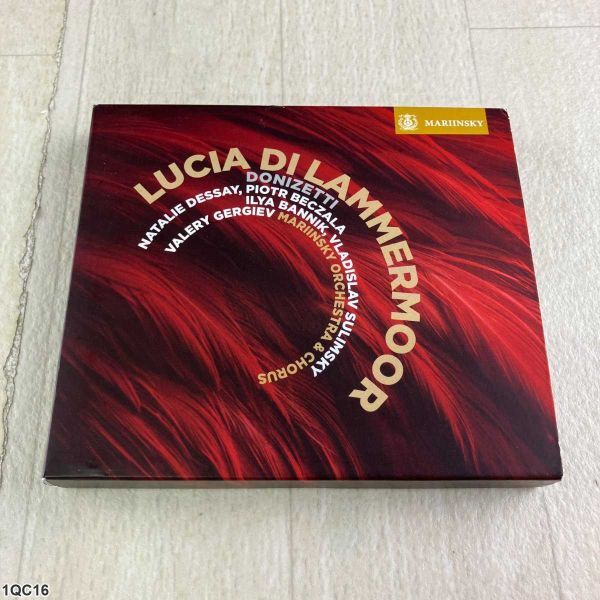 MARIINSKY
LUCIA DI LAMMERMOOR
DONIZETTI
NATALIE DESSAY, PIOTR BECZALA
ILYA BANNIK, VLADISLAV SULIMSKY
VALERY GERGIEV MARIINSKY ORCHESTRA & CHORUS
1QC16